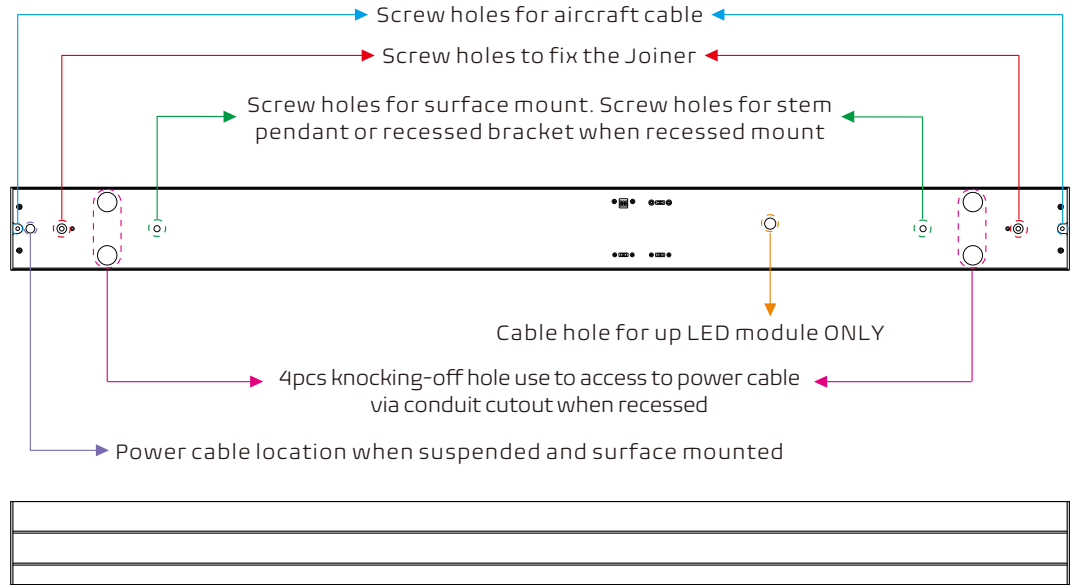 Screw holes for aircraft cable
Screw holes to fix the Joiner
Screw holes for surface mount. Screw holes for stem
pendant or recessed bracket when recessed mount
Cable hole for up LED module ONLY
4pcs knocking-off hole use to access to power cable
via conduit cutout when recessed
Power cable location when suspended and surface mounted